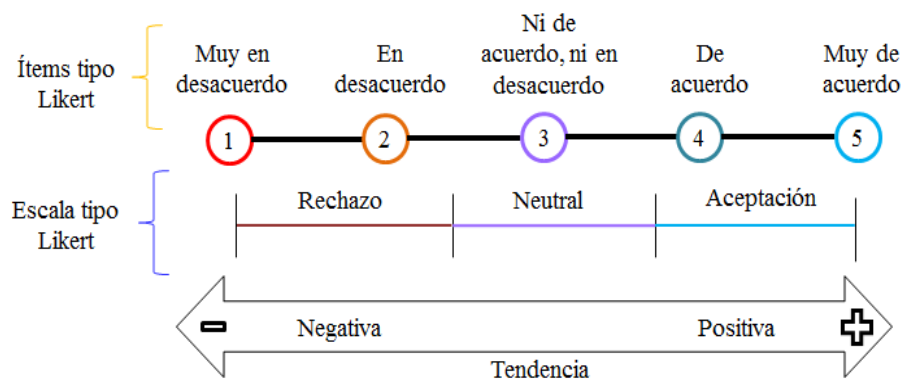 Ítems tipo
Likert
Muy en
desacuerdo
En
desacuerdo
Ni de
acuerdo, ni en
desacuerdo
De
acuerdo
Muy de
acuerdo
1
2
3
4
5
Escala tipo
Likert
Rechazo
Neutral
Aceptación
Negativa
Positiva
Tendencia